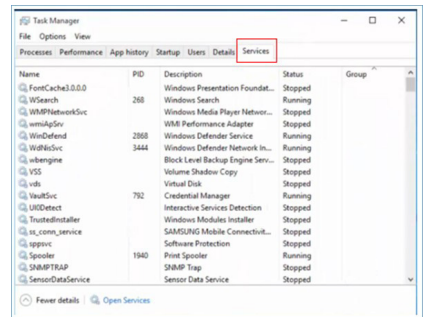 Task Manager
File Options View
Processes Performance App history Startup Users Details Services
Name PID Description Status Group
FontCache3.0.0.0 Windows Presentation Foundat... Stopped
WSearch 268 Windows Search Running
WMPNetworkSvc Windows Media Player Networ... Stopped
wmiApSrv WMI Performance Adapter Stopped
WinDefend 2868 Windows Defender Service Running
WdNisSvc 3444 Windows Defender Network In... Running
wbengine Block Level Backup Engine Serv... Stopped
VSS Volume Shadow Copy Stopped
vds Virtual Disk Stopped
VaultSvc 792 Credential Manager Running
UI0Detect Interactive Services Detection Stopped
TrustedInstaller Windows Modules Installer Stopped
ss_conn_service SAMSUNG Mobile Connectivit... Stopped
sppsvc Software Protection Stopped
Spooler 1940 Print Spooler Running
SNMPTRAP SNMP Trap Stopped
SensorDataService Sensor Data Service Stopped
Fewer details Open Services